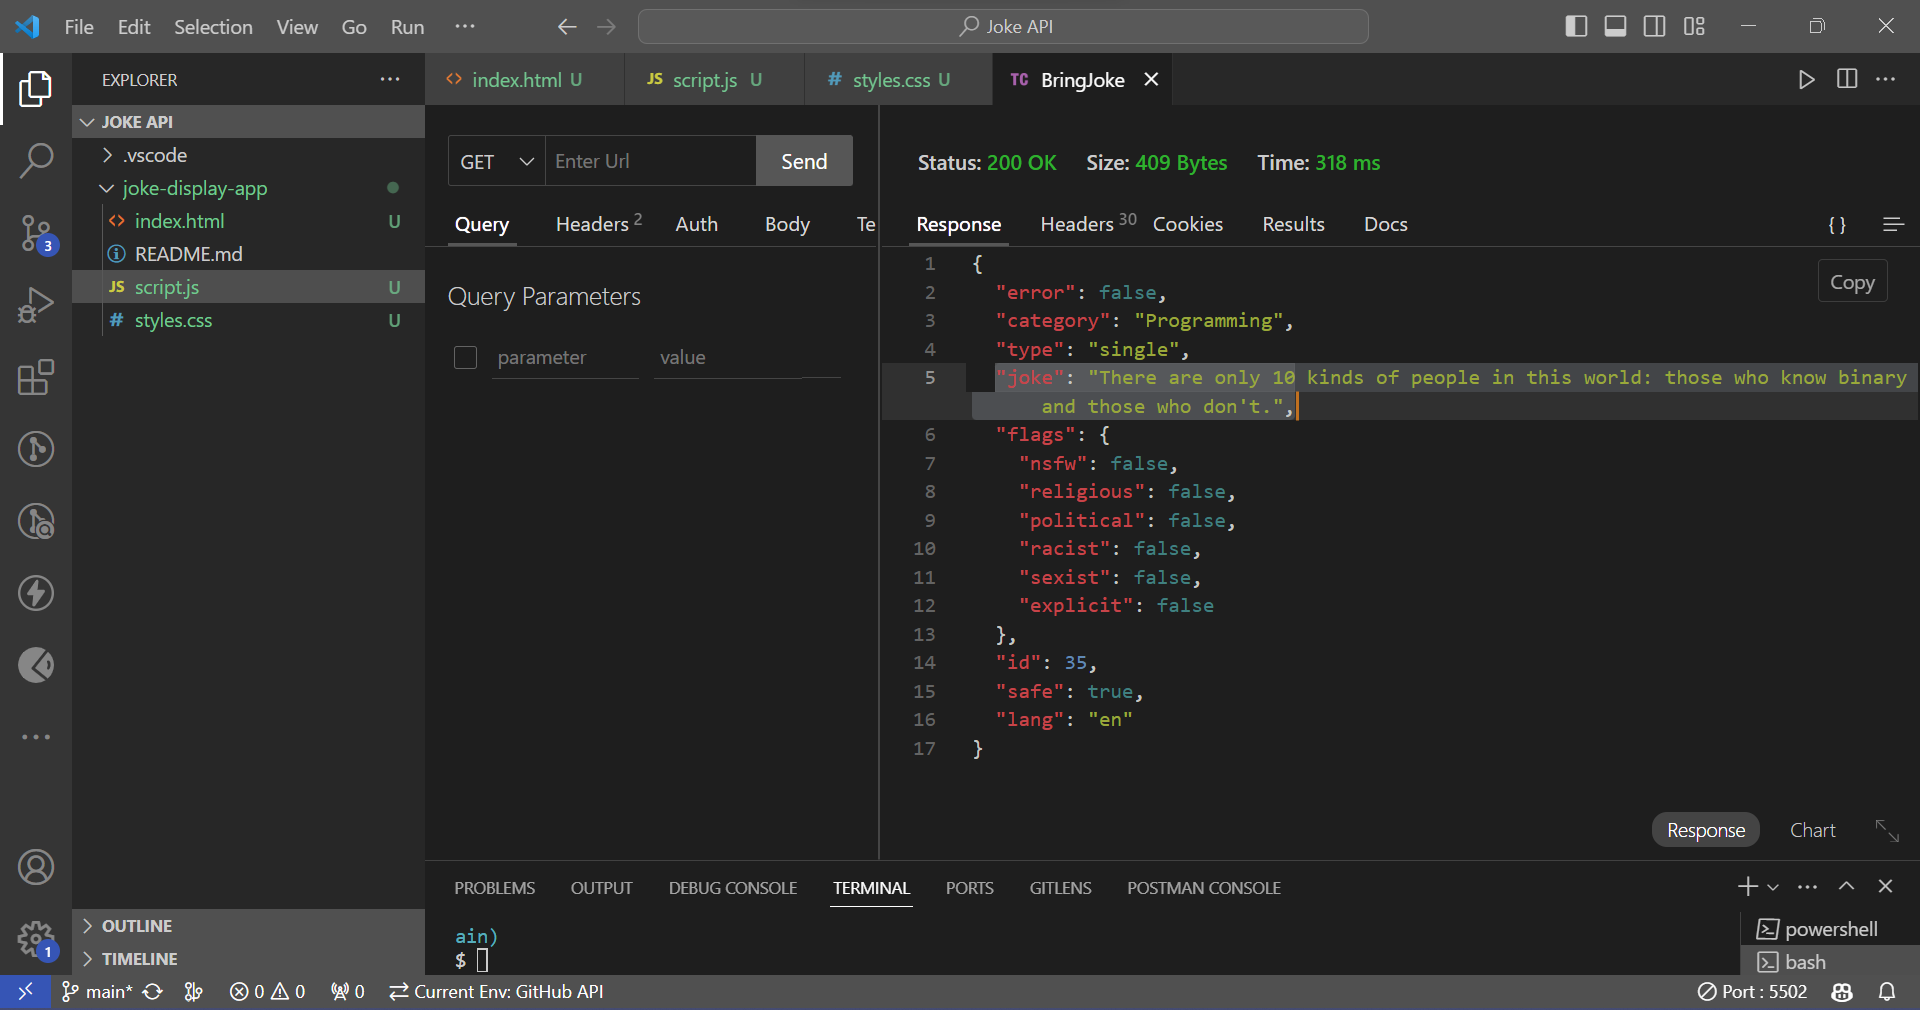 File Edit Selection View Go Run ··· Joke API
EXPLORER ···
JOKE API
.vscode
joke-display-app
<> index.html U
README.md
JS script.js U
# styles.css U
OUTLINE
TIMELINE
3
1
<> index.html U JS script.js U # styles.css U TC BringJoke
GET Enter Url Send
Query Headers 2 Auth Body Te
Query Parameters
parameter value
Status: 200 OK Size: 409 Bytes Time: 318 ms
Response Headers 30 Cookies Results Docs { }
Copy
1 {
2 "error": false,
3 "category": "Programming",
4 "type": "single",
5 "joke": "There are only 10 kinds of people in this world: those who know binary
and those who don't.",
6 "flags": {
7 "nsfw": false,
8 "religious": false,
9 "political": false,
10 "racist": false,
11 "sexist": false,
12 "explicit": false
13 },
14 "id": 35,
15 "safe": true,
16 "lang": "en"
17 }
Response Chart
PROBLEMS OUTPUT DEBUG CONSOLE TERMINAL PORTS GITLENS POSTMAN CONSOLE
ain)
$
powershell
bash
main* 0 0 0 Current Env: GitHub API Port : 5502